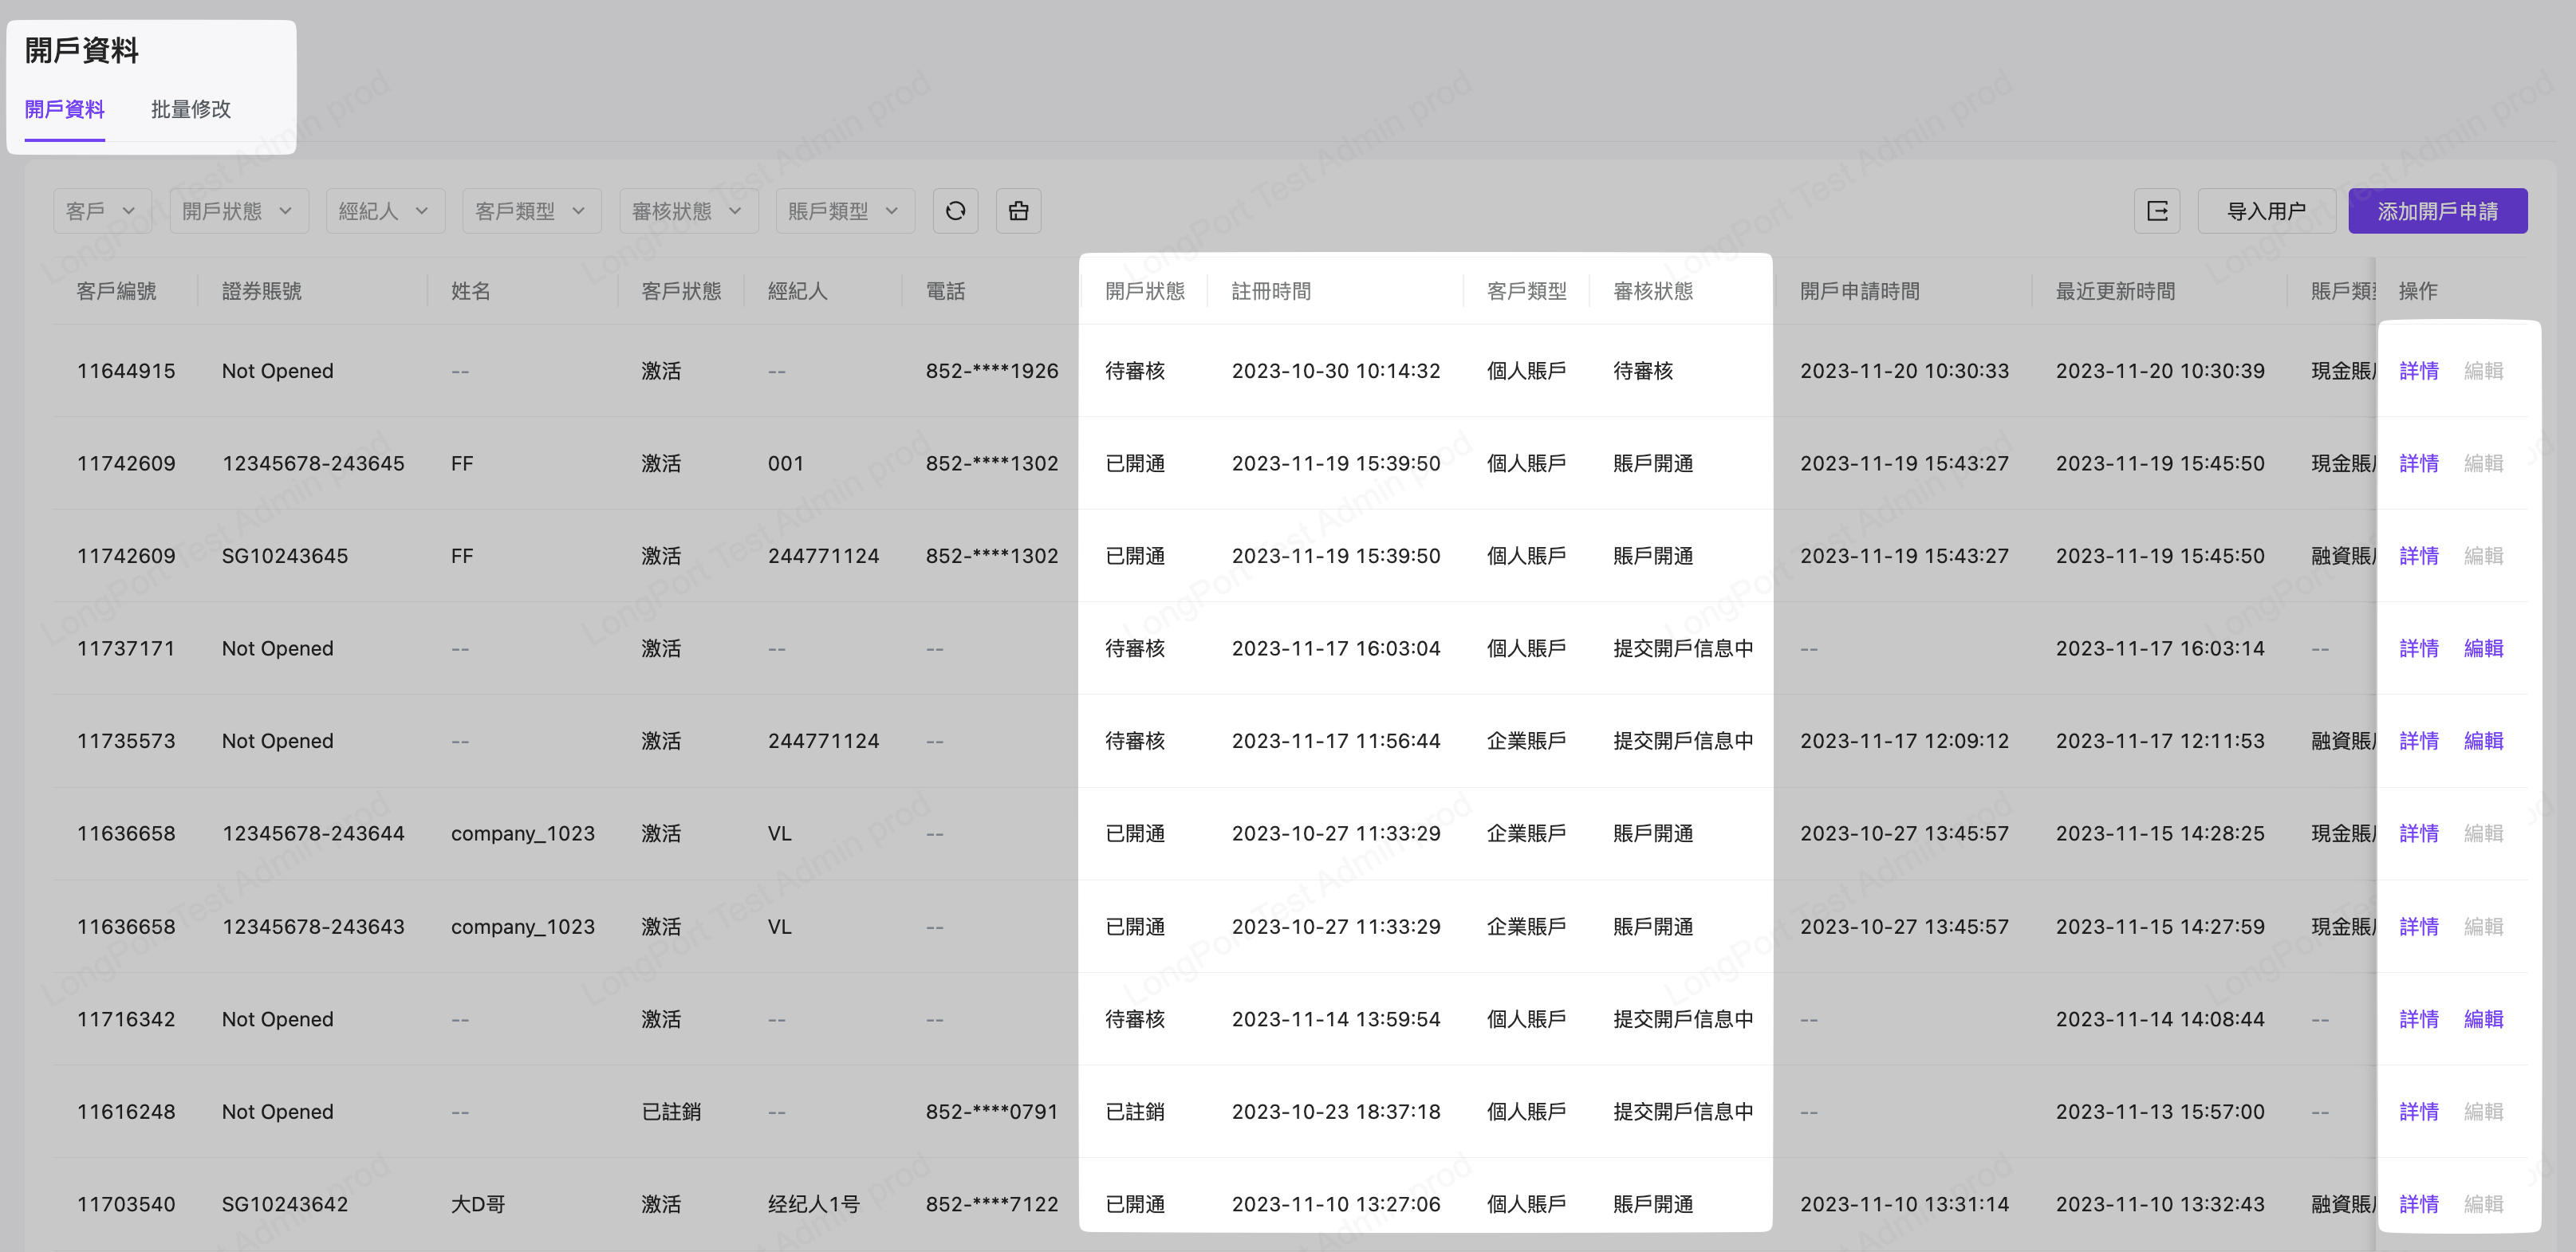 開戶資料
開戶資料 批量修改
客戶 開戶狀態 經紀人 客戶類型 審核狀態 賬戶類型 导入用户 添加開戶申請
客戶編號 證券賬號 姓名 客戶狀態 經紀人 電話 開戶狀態 註冊時間 客戶類型 審核狀態 開戶申請時間 最近更新時間 賬戶類 操作
11644915 Not Opened -- 激活 -- 852-****1926 待審核 2023-10-30 10:14:32 個人賬戶 待審核 2023-11-20 10:30:33 2023-11-20 10:30:39 現金賬 詳情 編輯
11742609 12345678-243645 FF 激活 001 852-****1302 已開通 2023-11-19 15:39:50 個人賬戶 賬戶開通 2023-11-19 15:43:27 2023-11-19 15:45:50 現金賬 詳情 編輯
11742609 SG10243645 FF 激活 244771124 852-****1302 已開通 2023-11-19 15:39:50 個人賬戶 賬戶開通 2023-11-19 15:43:27 2023-11-19 15:45:50 融資賬 詳情 編輯
11737171 Not Opened -- 激活 -- -- 待審核 2023-11-17 16:03:04 個人賬戶 提交開戶信息中 -- 2023-11-17 16:03:14 -- 詳情 編輯
11735573 Not Opened -- 激活 244771124 -- 待審核 2023-11-17 11:56:44 企業賬戶 提交開戶信息中 2023-11-17 12:09:12 2023-11-17 12:11:53 融資賬 詳情 編輯
11636658 12345678-243644 company_1023 激活 VL -- 已開通 2023-10-27 11:33:29 企業賬戶 賬戶開通 2023-10-27 13:45:57 2023-11-15 14:28:25 現金賬 詳情 編輯
11636658 12345678-243643 company_1023 激活 VL -- 已開通 2023-10-27 11:33:29 企業賬戶 賬戶開通 2023-10-27 13:45:57 2023-11-15 14:27:59 現金賬 詳情 編輯
11716342 Not Opened -- 激活 -- -- 待審核 2023-11-14 13:59:54 個人賬戶 提交開戶信息中 -- 2023-11-14 14:08:44 -- 詳情 編輯
11616248 Not Opened -- 已註銷 -- 852-****0791 已註銷 2023-10-23 18:37:18 個人賬戶 提交開戶信息中 -- 2023-11-13 15:57:00 -- 詳情 編輯
11703540 SG10243642 大D哥 激活 经纪人1号 852-****7122 已開通 2023-11-10 13:27:06 個人賬戶 賬戶開通 2023-11-10 13:31:14 2023-11-10 13:32:43 融資賬 詳情 編輯
LongPort Test Admin prod